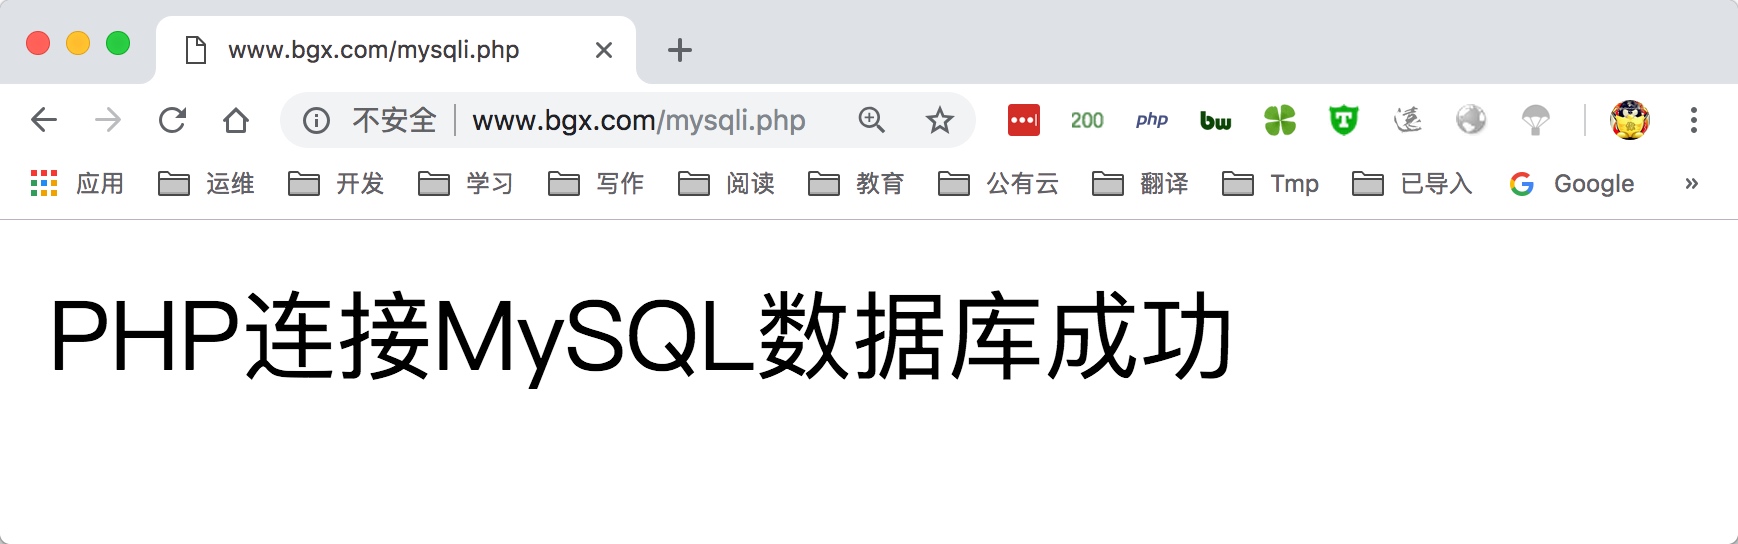 www.bgx.com/mysqli.php
不安全 www.bgx.com/mysqli.php 200 php bw T
应用 运维 开发 学习 写作 阅读 教育 公有云 翻译 Tmp 已导入 Google »
PHP连接MySQL数据库成功